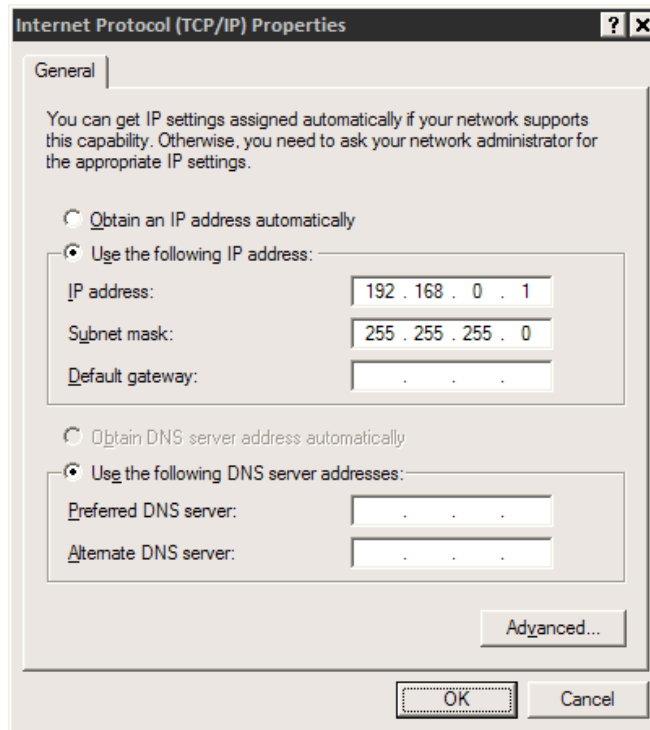 Internet Protocol (TCP/IP) Properties
General
You can get IP settings assigned automatically if your network supports
this capability. Otherwise, you need to ask your network administrator for
the appropriate IP settings.
Obtain an IP address automatically
Use the following IP address:
IP address: 192 . 168 . 0 . 1
Subnet mask: 255 . 255 . 255 . 0
Default gateway: . . .
Obtain DNS server address automatically
Use the following DNS server addresses:
Preferred DNS server: . . .
Alternate DNS server: . . .
Advanced...
OK Cancel